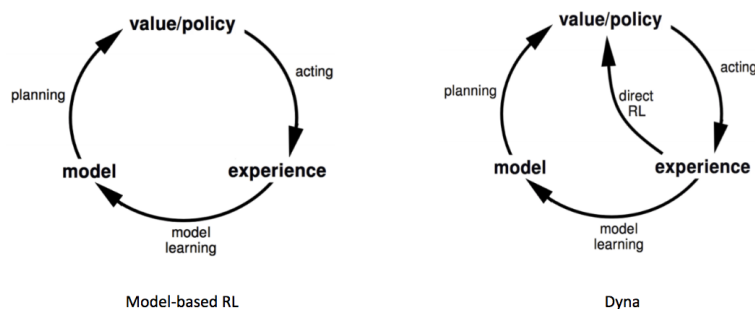 value/policy
acting
planning
model
experience
model
learning
Model-based RL
value/policy
acting
planning
direct
RL
model
experience
model
learning
Dyna